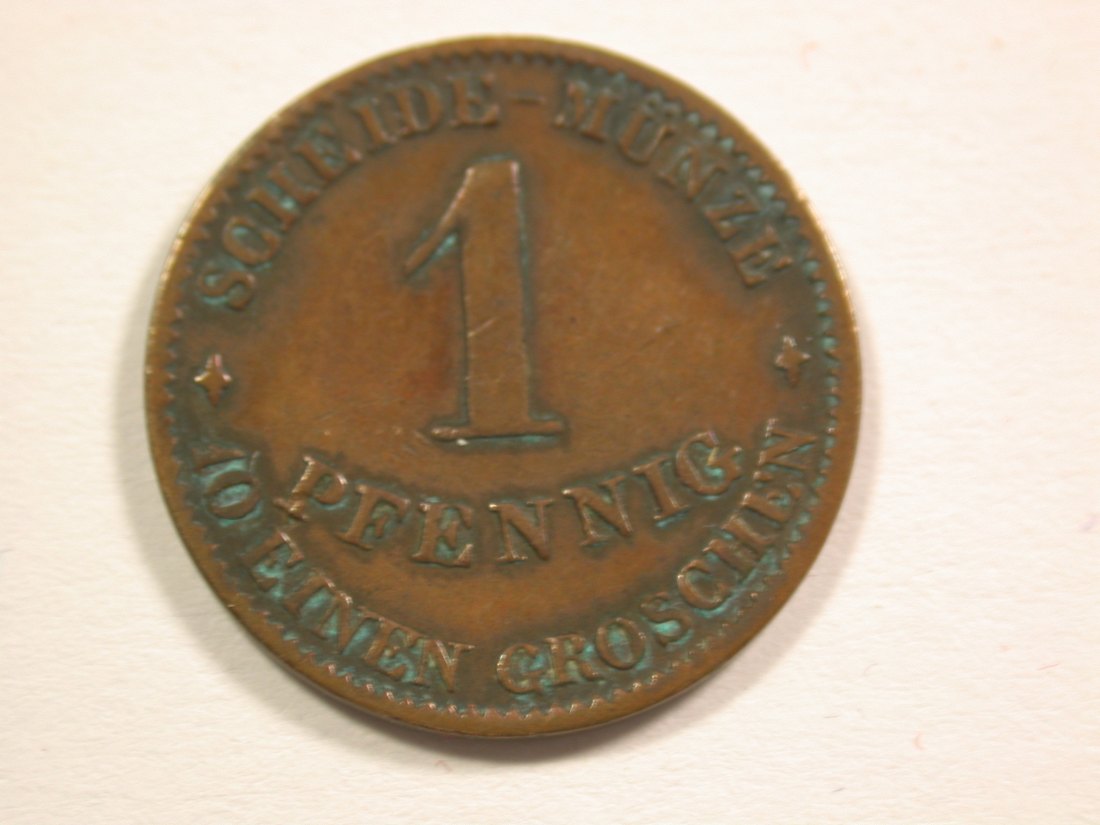 SCHEIDE-MÜNZE
1
PFENNIG
10 EINEN GROSCHEN